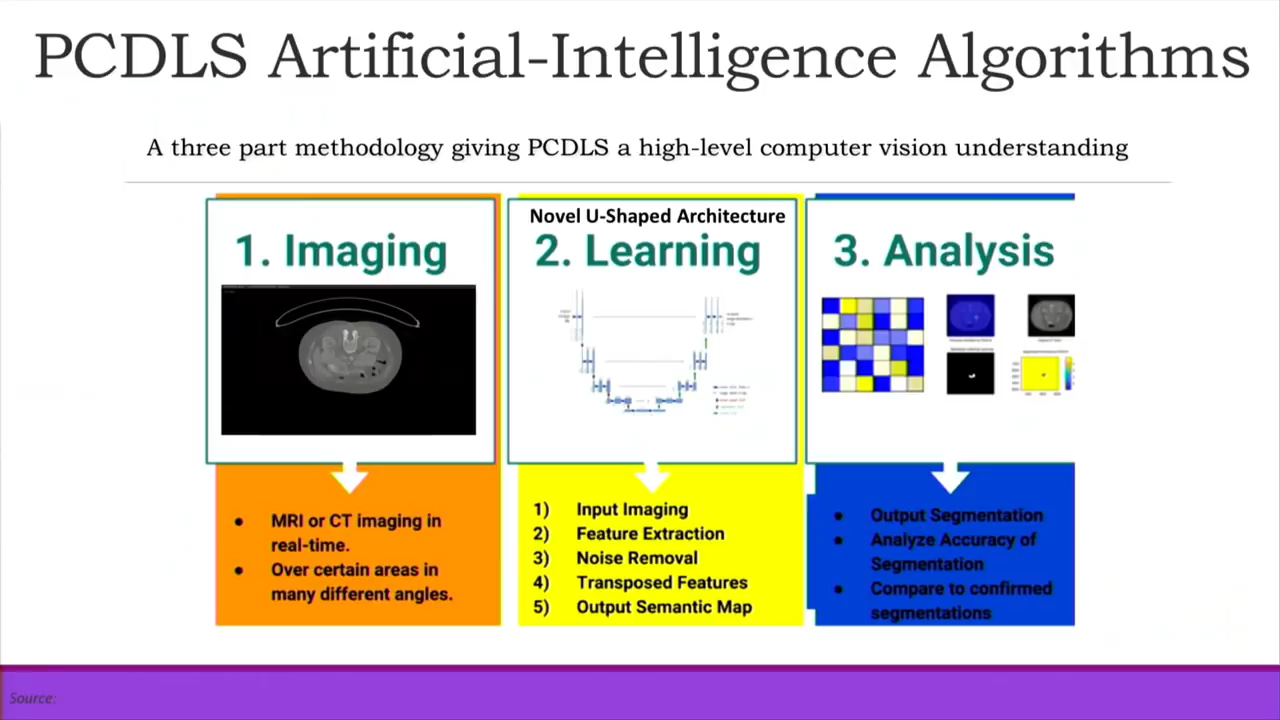 PCDLS Artificial-Intelligence Algorithms
A three part methodology giving PCDLS a high-level computer vision understanding
1. Imaging
MRI or CT imaging in
real-time.
Over certain areas in
many different angles.
Novel U-Shaped Architecture
2. Learning
1) Input Imaging
2) Feature Extraction
3) Noise Removal
4) Transposed Features
5) Output Semantic Map
3. Analysis
Output Segmentation
Analyze Accuracy of
Segmentation
Compare to confirmed
segmentations
Source: